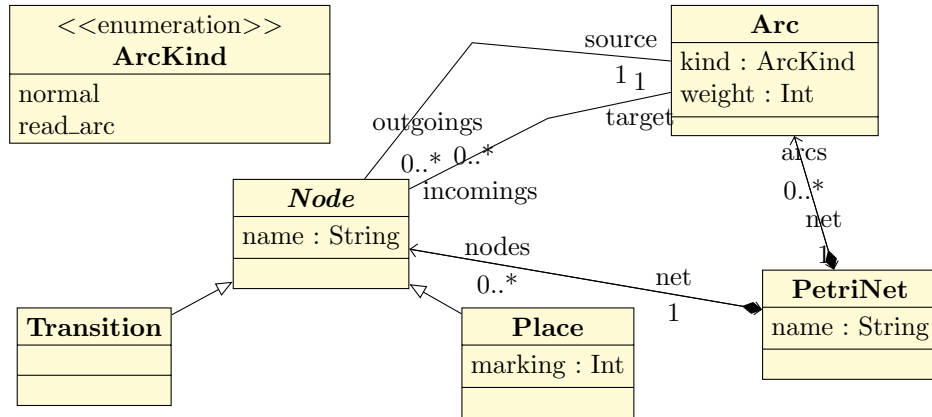 <<enumeration>>
ArcKind
normal
read_arc
Arc
kind : ArcKind
weight : Int
source
1
1
target
outgoings
0..*
0..*
incomings
arcs
0..*
net
1
Node
name : String
nodes
0..*
net
1
PetriNet
name : String
Transition
Place
marking : Int